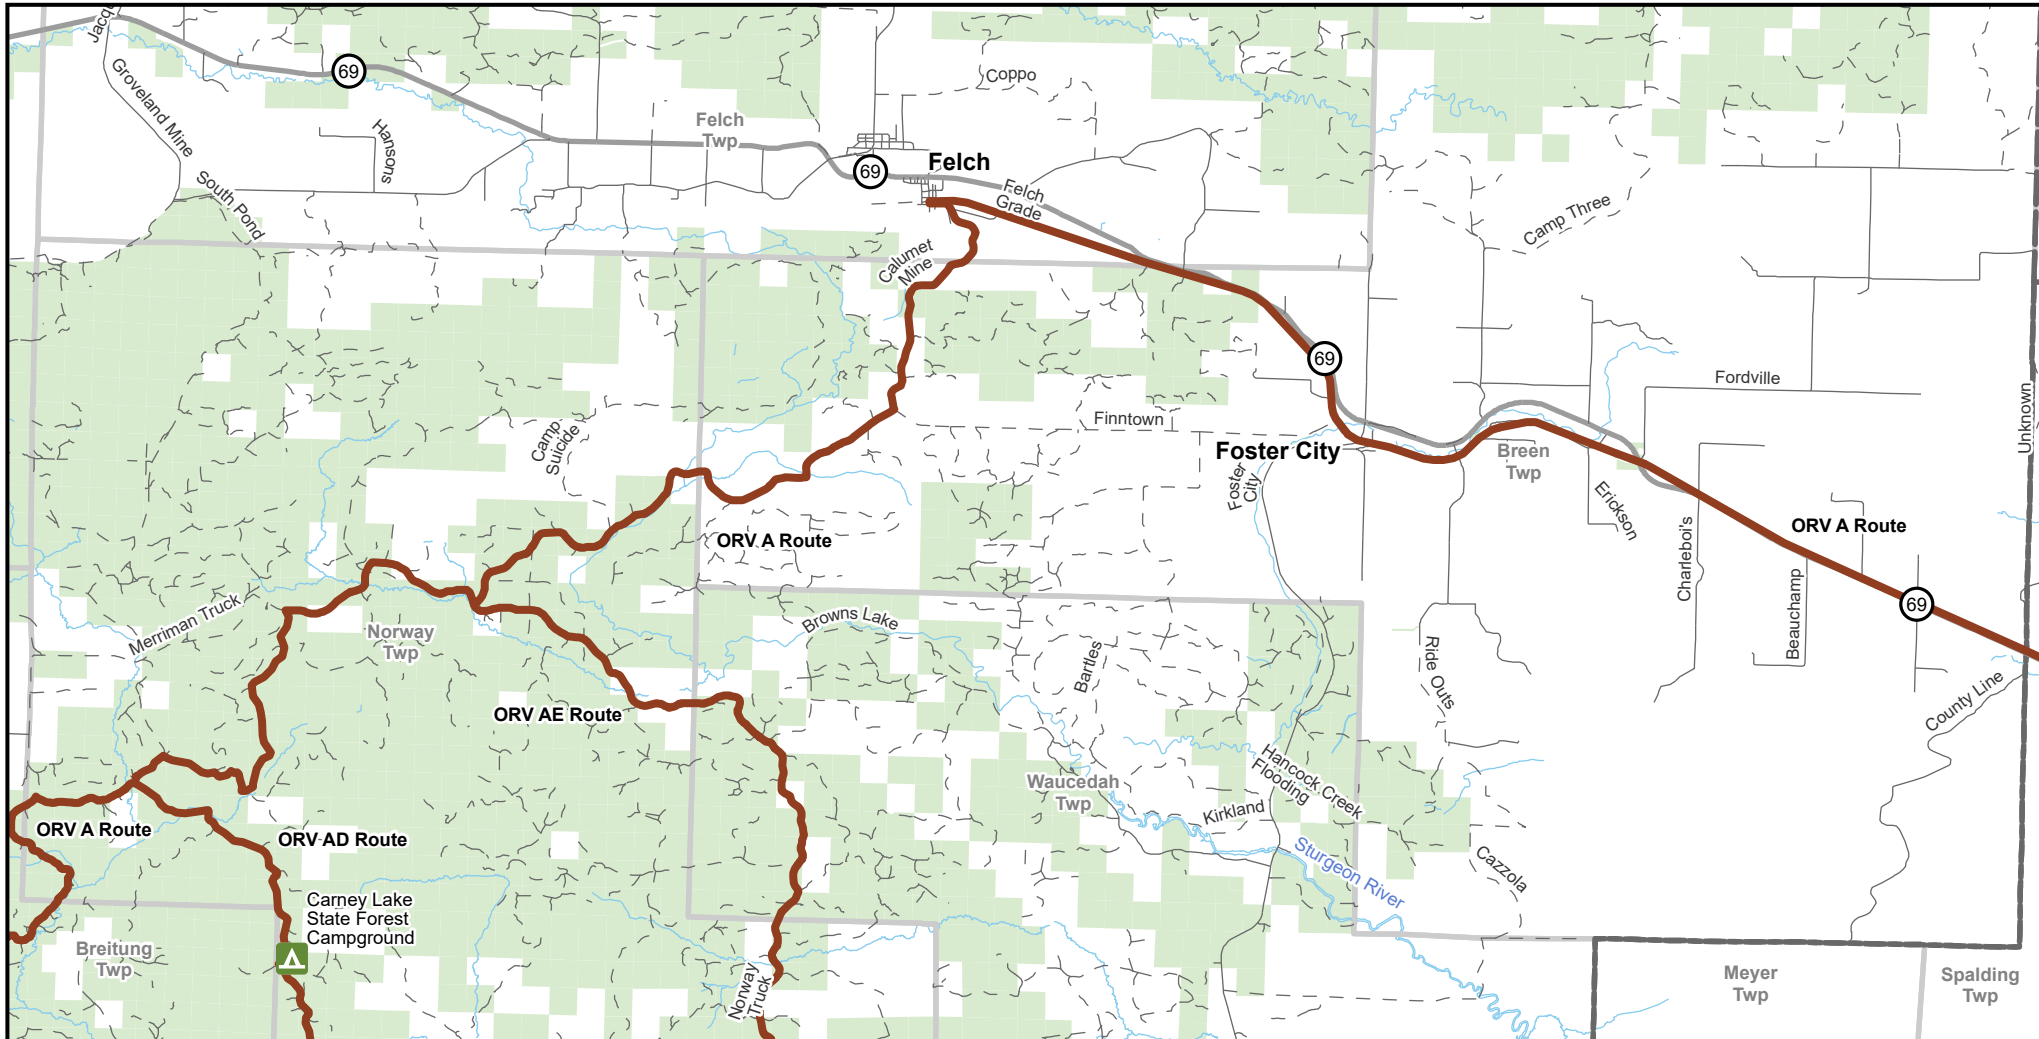 Jacqu
69
Groveland Mine
Hansons
South Pond
Felch
Twp
Coppo
69
Felch
Felch
Grade
Calumet
Mine
Camp Three
69
Fordville
Unknown
Finntown
Foster City
Foster
City
Breen
Twp
Erickson
Camp
Suicide
ORV A Route
ORV A Route
Charleboi's
Beauchamp
69
Merriman Truck
Norway
Twp
Browns Lake
Bartles
Ride Outs
County Line
ORV AE Route
Hancock Creek
Flooding
Waucedah
Twp
Kirkland
Sturgeon River
Cazzola
ORV A Route
ORV AD Route
Carney Lake
State Forest
Campground
Breitung
Twp
Norway
Truck
Meyer
Twp
Spalding
Twp